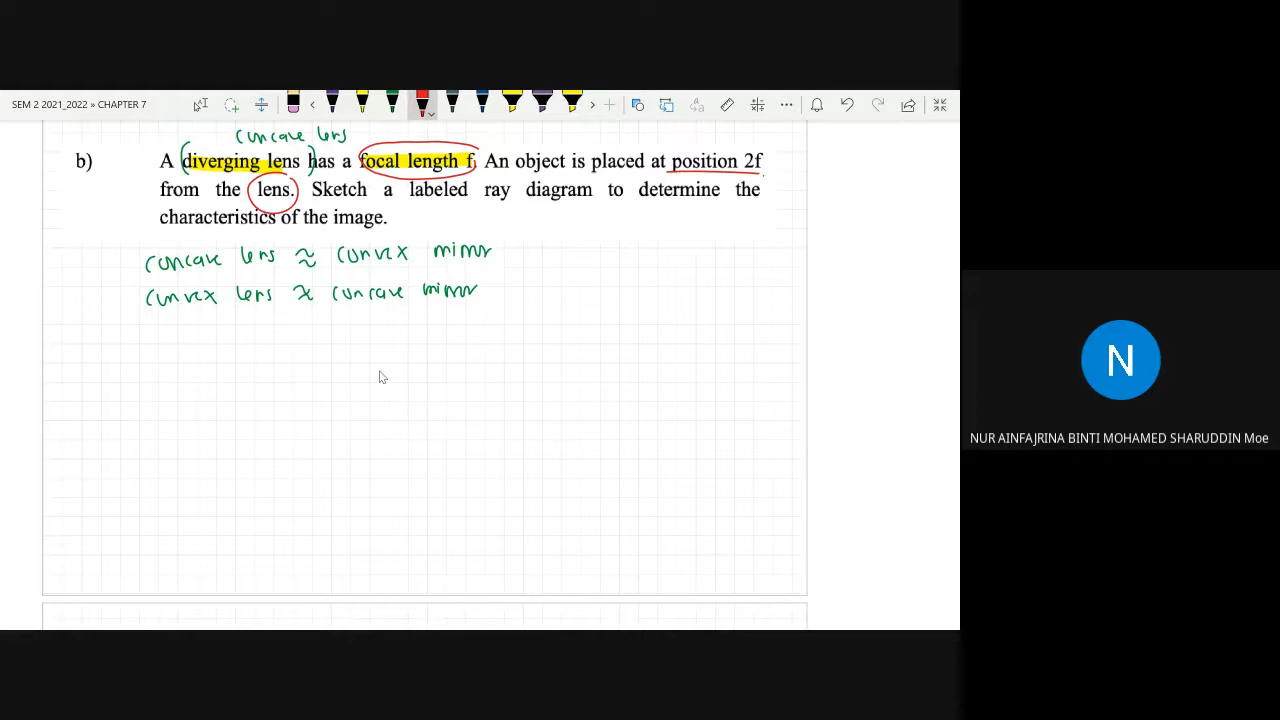 SEM 2 2021_2022 » CHAPTER 7
concave lens
b) A (diverging lens) has a focal length f. An object is placed at position 2f
from the lens. Sketch a labeled ray diagram to determine the
characteristics of the image.
concave lens ≈ convex mirror
convex lens ≈ concave mirror
N
NUR AINFAJRINA BINTI MOHAMED SHARUDDIN Moe